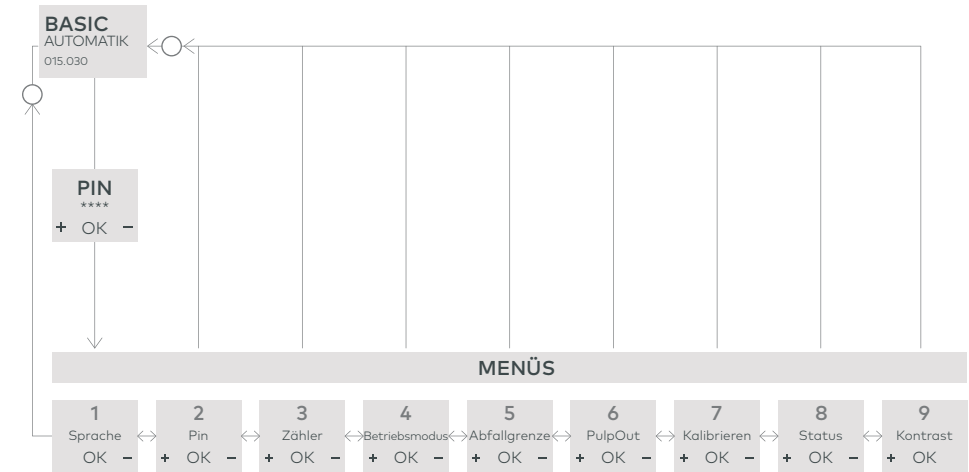 BASIC
AUTOMATIK
015.030
PIN
****
+ OK −
MENÜS
1 2 3 4 5 6 7 8 9
Sprache Pin Zähler Betriebsmodus Abfallgrenze PulpOut Kalibrieren Status Kontrast
OK − + OK − + OK − + OK − + OK − + OK − + OK − + OK − + OK